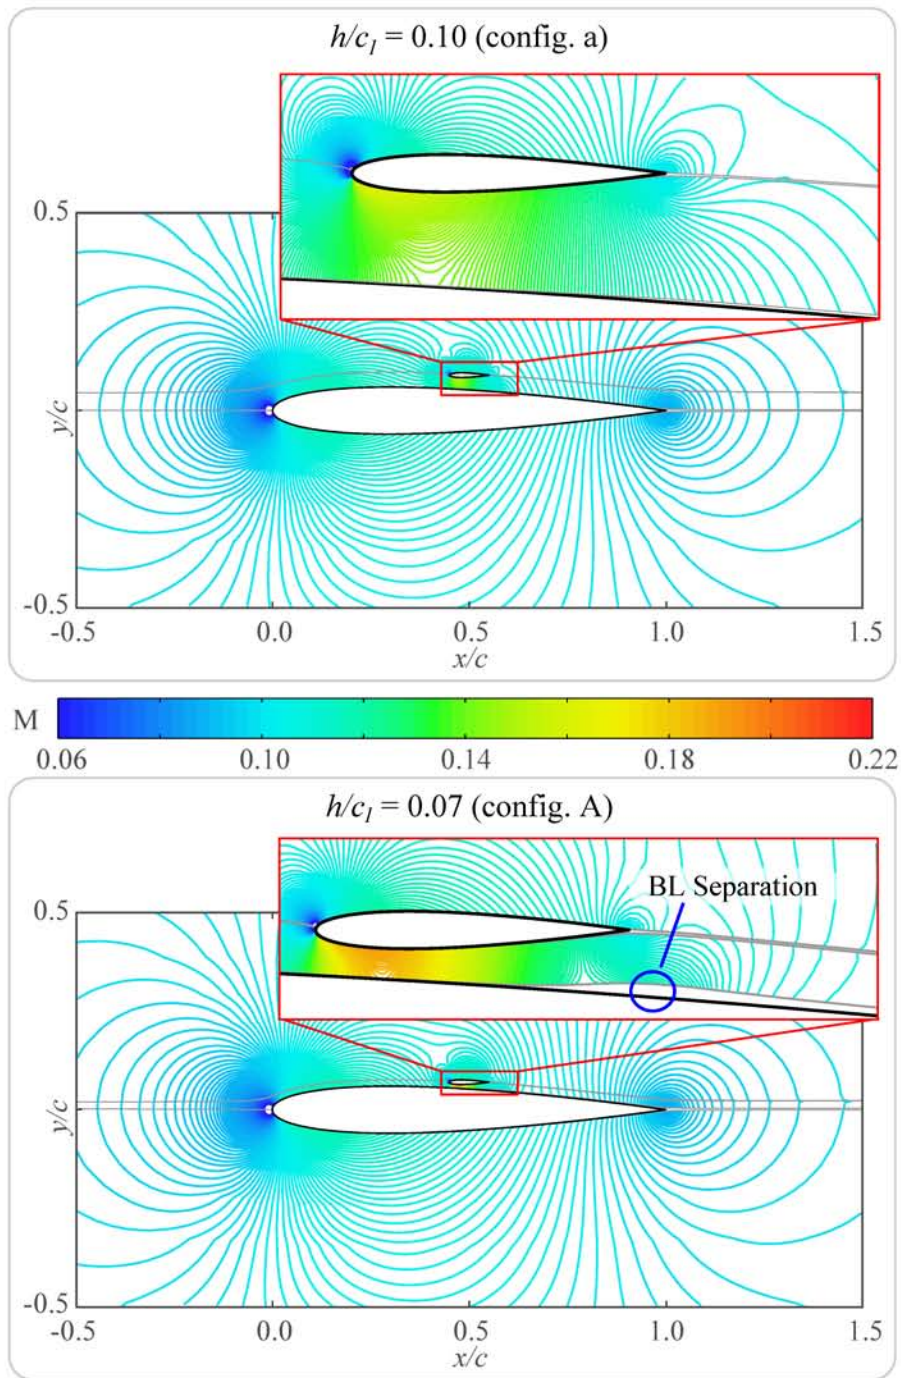 h/c_l = 0.10 (config. a)
0.5
y/c
-0.5
-0.5 0.0 0.5 1.0 1.5
x/c
M
0.06 0.10 0.14 0.18 0.22
h/c_l = 0.07 (config. A)
BL Separation
0.5
y/c
-0.5
-0.5 0.0 0.5 1.0 1.5
x/c